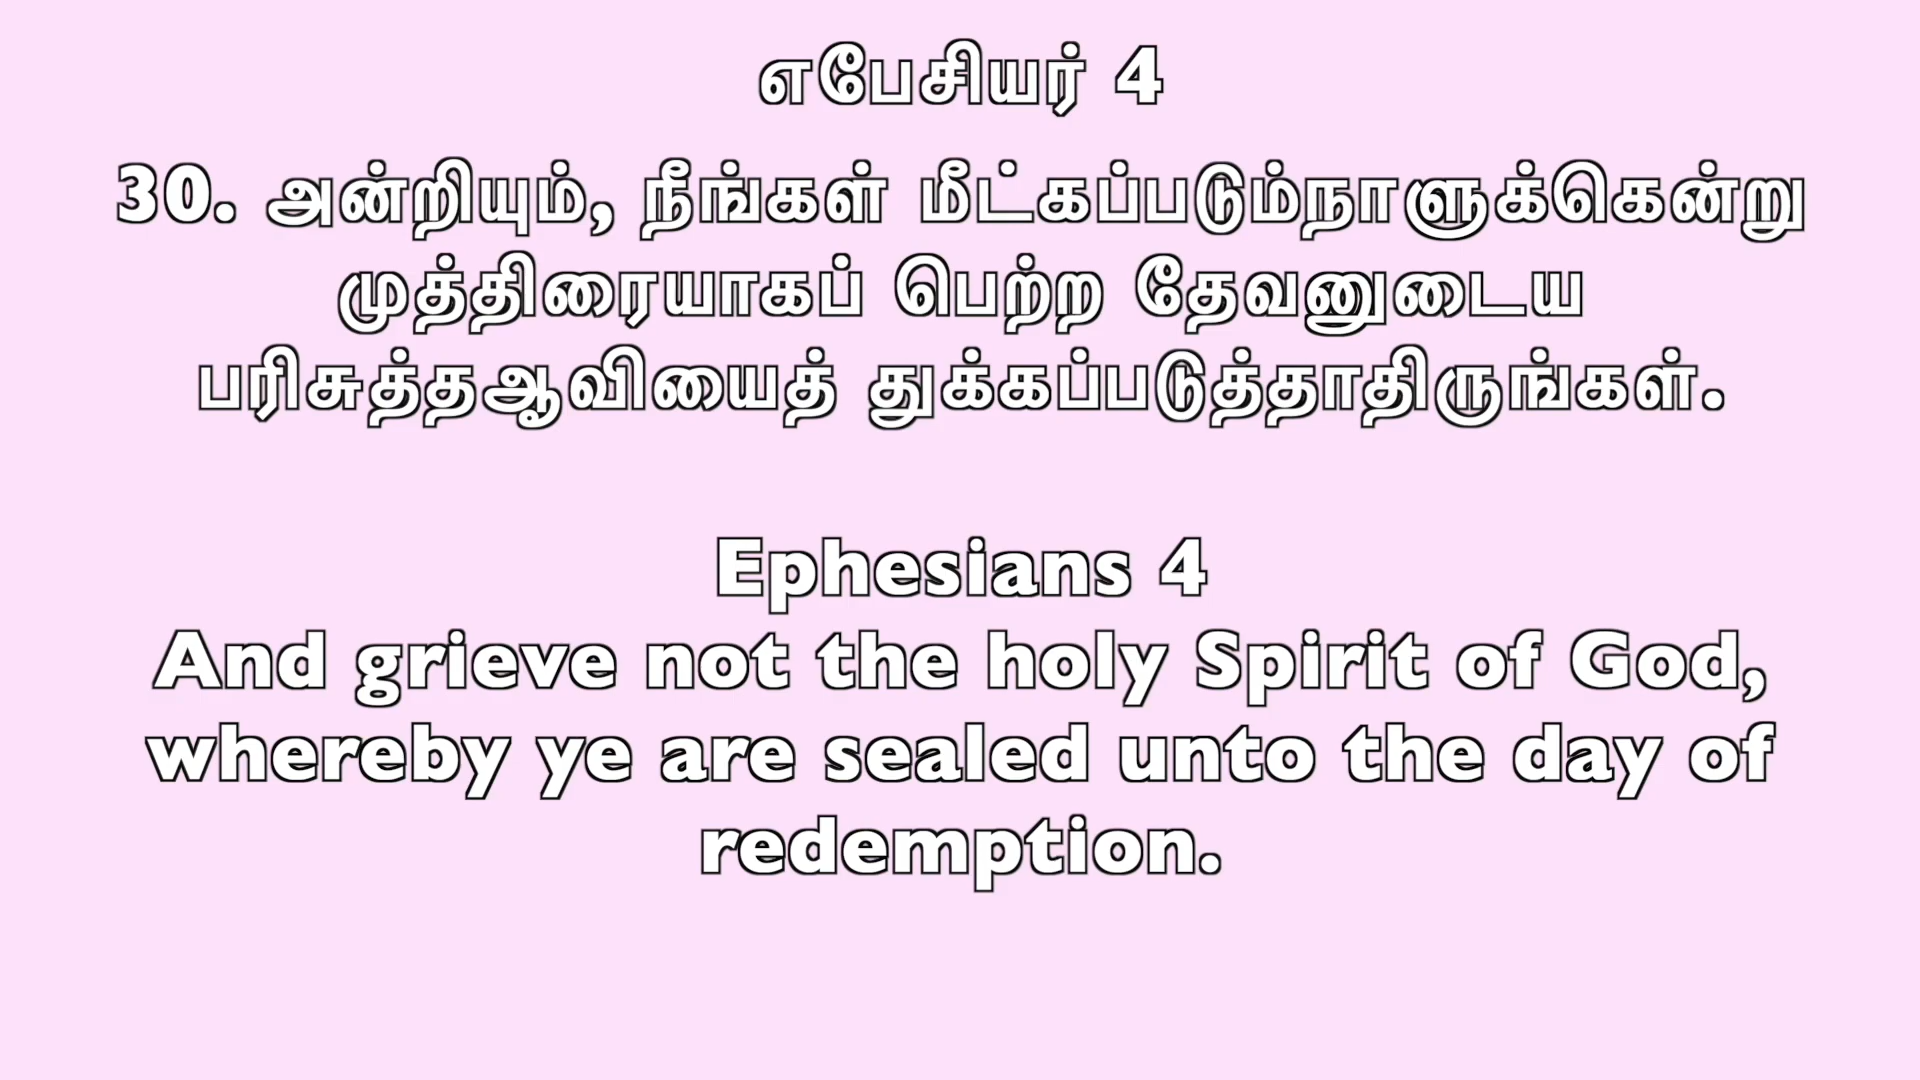 எபேசியர் 4
30. அன்றியும், நீங்கள் மீட்கப்படும்நாளுக்கென்று
முத்திரையாகப் பெற்ற தேவனுடைய
பரிசுத்தஆவியைத் துக்கப்படுத்தாதிருங்கள்.
Ephesians 4
And grieve not the holy Spirit of God,
whereby ye are sealed unto the day of
redemption.